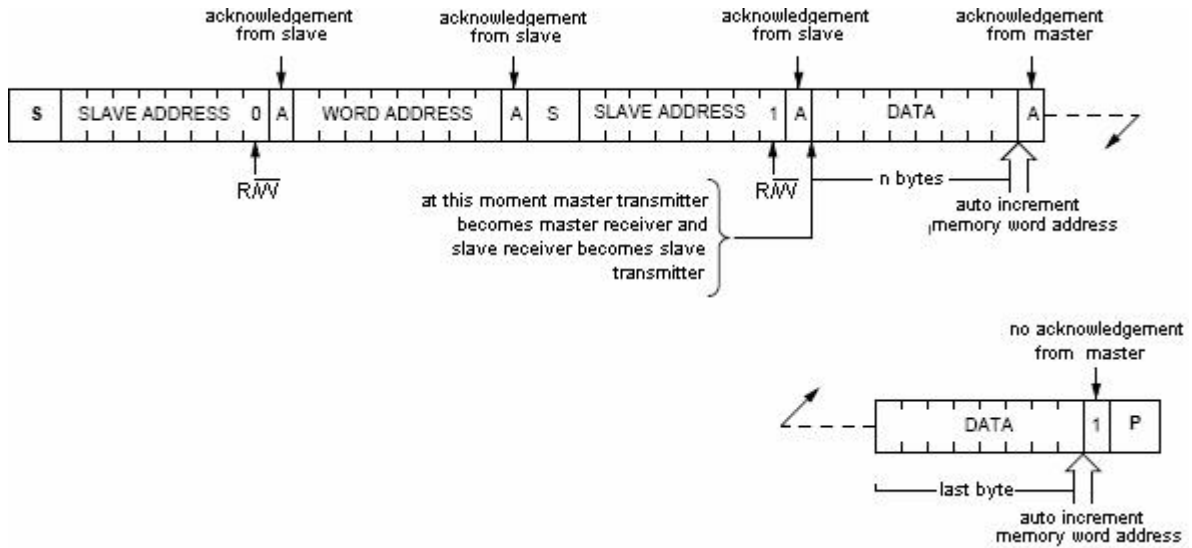 acknowledgement
from slave
acknowledgement
from slave
acknowledgement
from slave
acknowledgement
from master
S SLAVE ADDRESS 0 A WORD ADDRESS A S SLAVE ADDRESS 1 A DATA A
R/W̅
R/W̅
n bytes
at this moment master transmitter
becomes master receiver and
slave receiver becomes slave
transmitter
auto increment
memory word address
no acknowledgement
from master
DATA 1 P
last byte
auto increment
memory word address